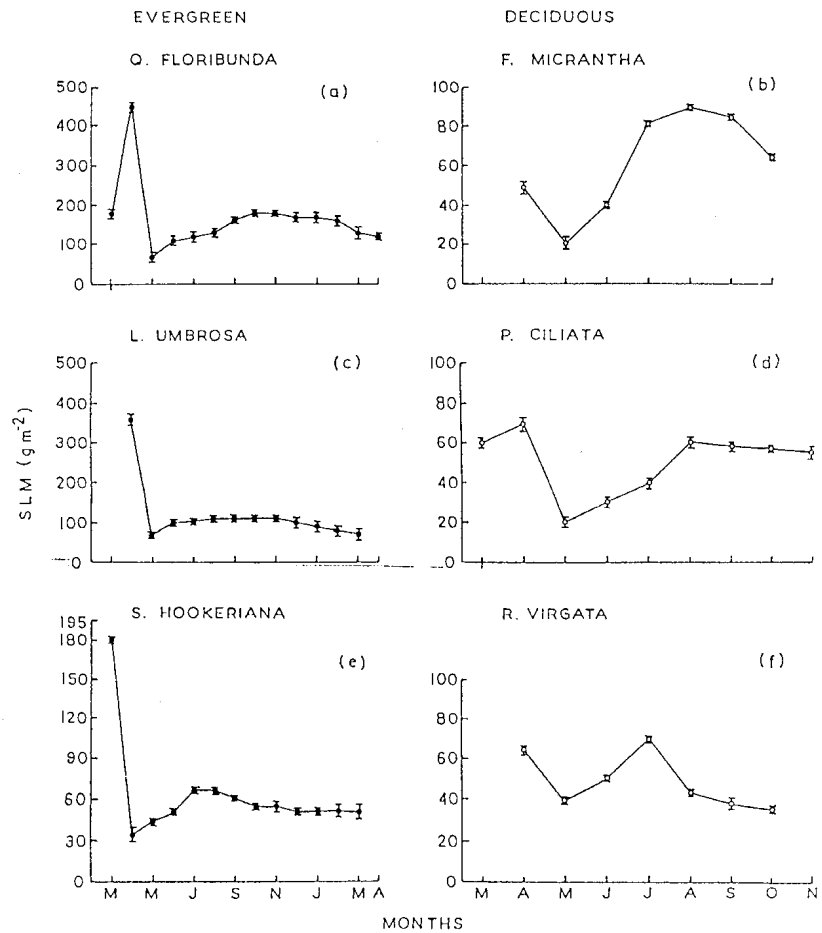 EVERGREEN
DECIDUOUS
Q. FLORIBUNDA
(a)
500
400
300
200
100
0
F. MICRANTHA
(b)
100
80
60
40
20
0
L. UMBROSA
(c)
500
400
300
200
100
0
P. CILIATA
(d)
100
80
60
40
20
0
SLM (gm-2)
S. HOOKERIANA
(e)
195
180
150
120
90
60
30
0
M M J S N J M A
R. VIRGATA
(f)
100
80
60
40
20
0
M A M J J A S O N
MONTHS